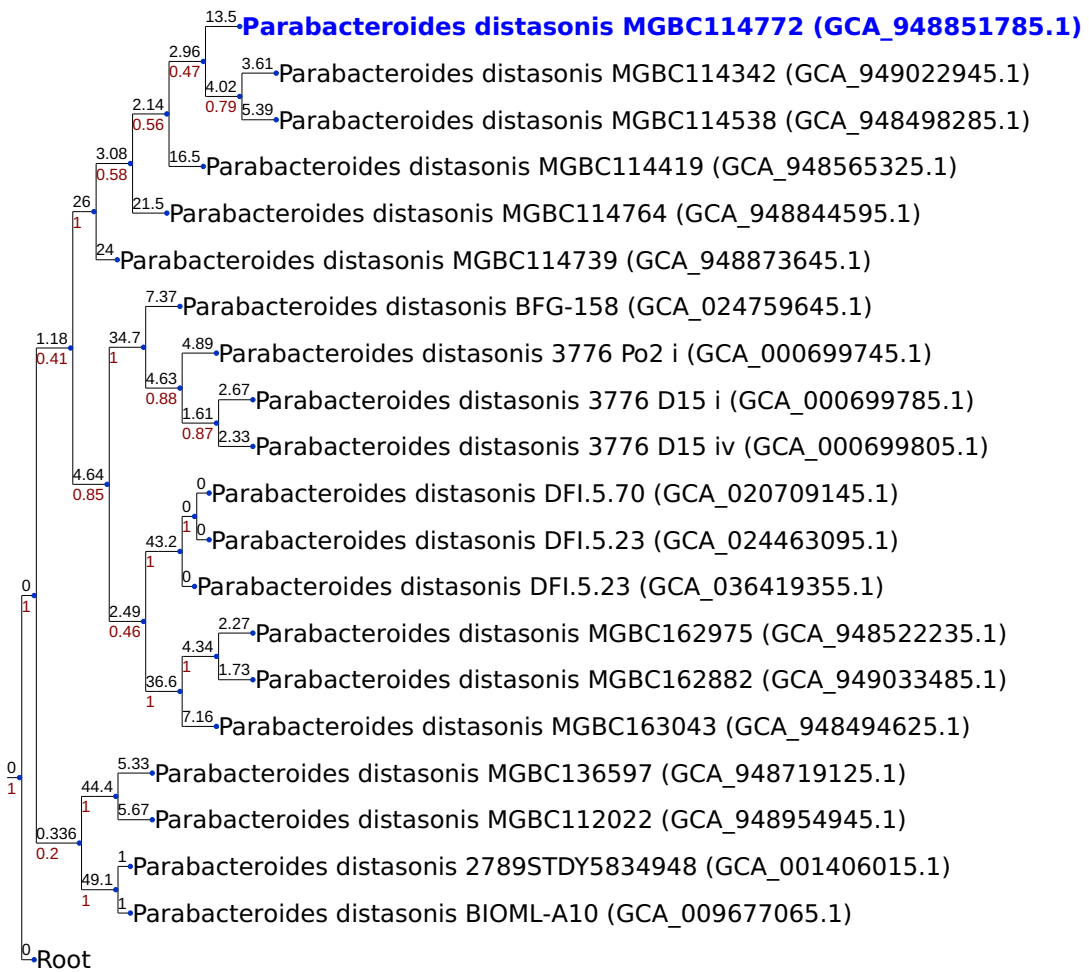 13.5
Parabacteroides distasonis MGBC114772 (GCA_948851785.1)
2.96
0.47
3.61
Parabacteroides distasonis MGBC114342 (GCA_949022945.1)
4.02
0.79
5.39
Parabacteroides distasonis MGBC114538 (GCA_948498285.1)
2.14
0.56
16.5
Parabacteroides distasonis MGBC114419 (GCA_948565325.1)
3.08
0.58
21.5
Parabacteroides distasonis MGBC114764 (GCA_948844595.1)
26
1
24
Parabacteroides distasonis MGBC114739 (GCA_948873645.1)
7.37
Parabacteroides distasonis BFG-158 (GCA_024759645.1)
1.18
0.41
34.7
1
4.89
Parabacteroides distasonis 3776 Po2 i (GCA_000699745.1)
4.63
0.88
2.67
Parabacteroides distasonis 3776 D15 i (GCA_000699785.1)
1.61
0.87
2.33
Parabacteroides distasonis 3776 D15 iv (GCA_000699805.1)
4.64
0.85
0
Parabacteroides distasonis DFI.5.70 (GCA_020709145.1)
0
1
0
Parabacteroides distasonis DFI.5.23 (GCA_024463095.1)
43.2
1
0
Parabacteroides distasonis DFI.5.23 (GCA_036419355.1)
0
1
2.49
0.46
2.27
Parabacteroides distasonis MGBC162975 (GCA_948522235.1)
4.34
1
1.73
Parabacteroides distasonis MGBC162882 (GCA_949033485.1)
36.6
1
7.16
Parabacteroides distasonis MGBC163043 (GCA_948494625.1)
0
1
5.33
Parabacteroides distasonis MGBC136597 (GCA_948719125.1)
44.4
1
5.67
Parabacteroides distasonis MGBC112022 (GCA_948954945.1)
0.336
0.2
1
Parabacteroides distasonis 2789STDY5834948 (GCA_001406015.1)
49.1
1
1
Parabacteroides distasonis BIOML-A10 (GCA_009677065.1)
0
Root